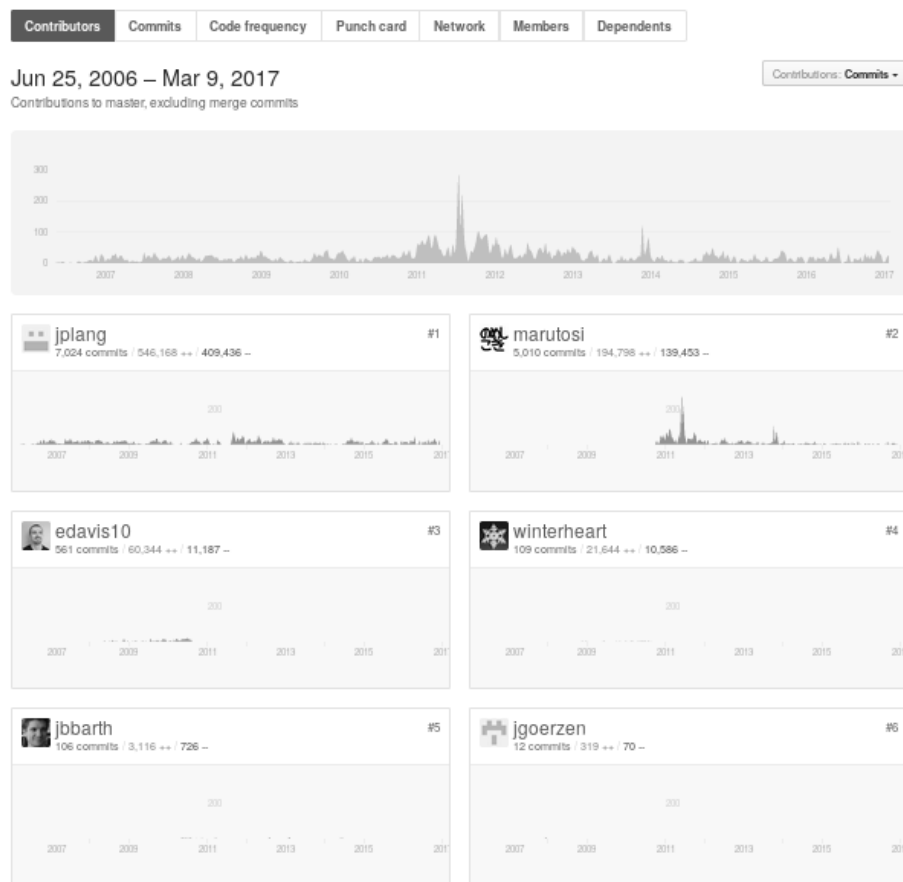 Contributors Commits Code frequency Punch card Network Members Dependents
Jun 25, 2006 – Mar 9, 2017
Contributions: Commits
Contributions to master, excluding merge commits
300
200
100
0
2007 2008 2009 2010 2011 2012 2013 2014 2015 2016 2017
jplang #1
7,024 commits / 546,168 ++ / 409,436 --
200
2007 2009 2011 2013 2015 201
marutosi #2
5,010 commits / 194,798 ++ / 139,453 --
200
2007 2009 2011 2013 2015 20
edavis10 #3
561 commits / 60,344 ++ / 11,187 --
200
2007 2009 2011 2013 2015 201
winterheart #4
109 commits / 21,644 ++ / 10,586 --
200
2007 2009 2011 2013 2015 20
jbbarth #5
106 commits / 3,116 ++ / 726 --
200
2007 2009 2011 2013 2015 201
jgoerzen #6
12 commits / 319 ++ / 70 --
200
2007 2009 2011 2013 2015 20